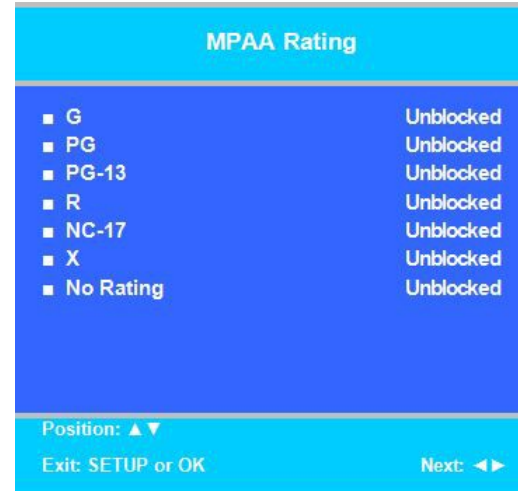 MPAA Rating
G Unblocked
PG Unblocked
PG-13 Unblocked
R Unblocked
NC-17 Unblocked
X Unblocked
No Rating Unblocked
Position: ▲▼
Exit: SETUP or OK Next: ◄►